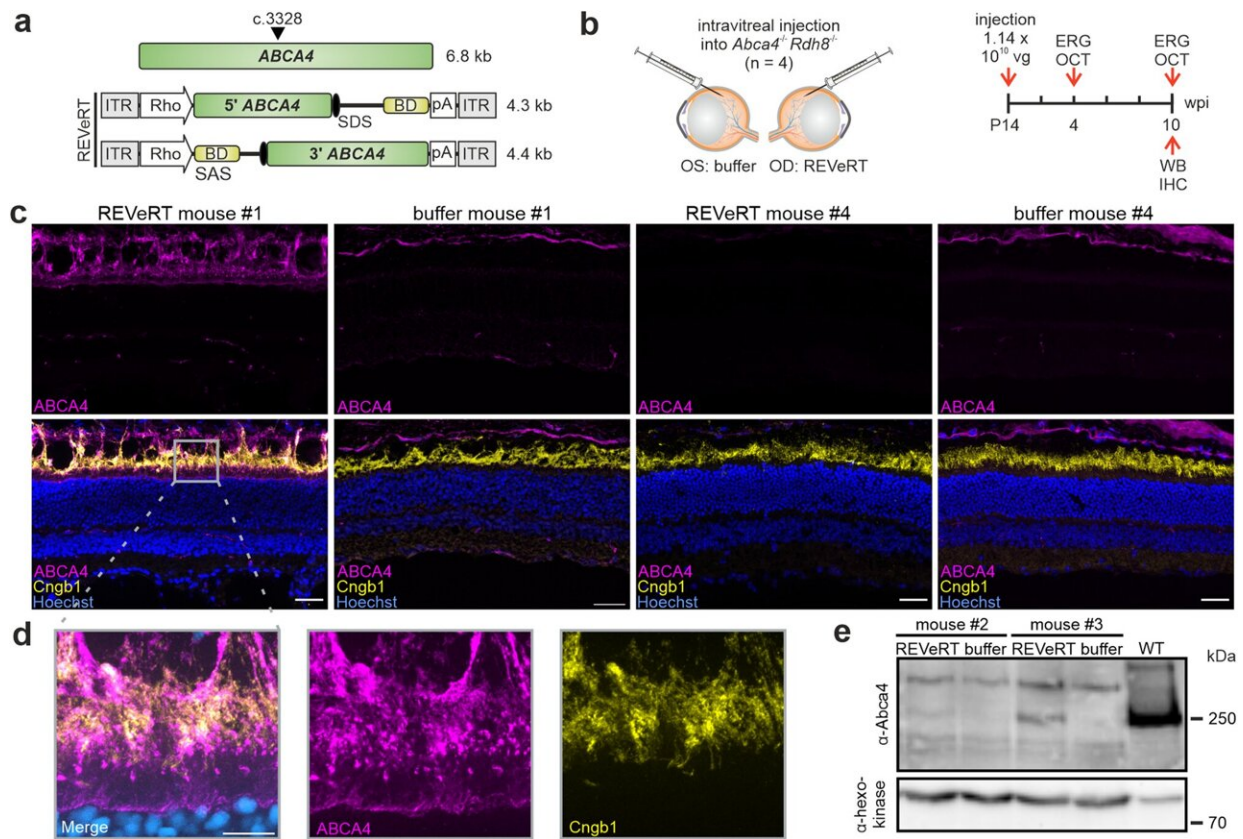 a
c.3328
ABCA4
6.8 kb
REVeRT
ITR Rho 5' ABCA4 BD pA ITR 4.3 kb
SDS
ITR Rho BD 3' ABCA4 pA ITR 4.4 kb
SAS
b
intravitreal injection
into Abca4-/- Rdh8-/-
(n = 4)
OS: buffer OD: REVeRT
injection
1.14 x
10¹⁰ vg
ERG
OCT
ERG
OCT
wpi
P14 4 10
WB
IHC
c
REVeRT mouse #1 buffer mouse #1 REVeRT mouse #4 buffer mouse #4
ABCA4 ABCA4 ABCA4 ABCA4
ABCA4 ABCA4 ABCA4 ABCA4
Cngb1 Cngb1 Cngb1 Cngb1
Hoechst Hoechst Hoechst Hoechst
d
Merge ABCA4 Cngb1
e
mouse #2 mouse #3
REVeRT buffer REVeRT buffer WT kDa
α-Abca4
250
α-hexo-
kinase
70